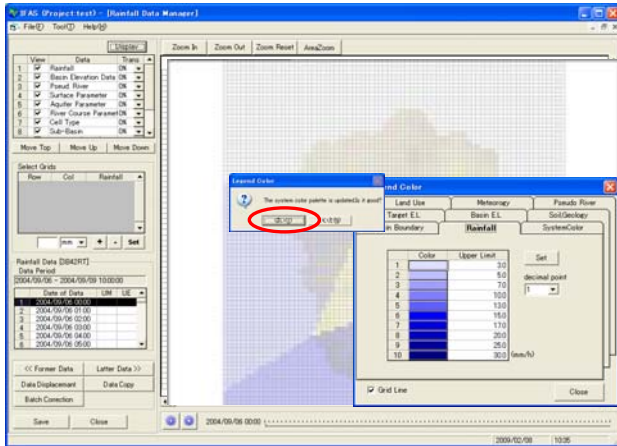 IFAS (Project:test) - [Rainfall Data Manager]
File(F) Tool(T) Help(H)
Display
View Data Trans
1 Rainfall ON
2 Basin Elevation Data ON
3 Pseud. River ON
4 Surface Parameter ON
5 Aquifer Parameter ON
6 River Course Paramet ON
7 Cell Type ON
8 Sub-Basin ON
Move Top Move Up Move Down
Select Grids
Row Col Rainfall
mm + - Set
Rainfall Data [3B42RT]
Data Period
2004/09/06 - 2004/09/09 10:00:00
Date of Data UM UE
1 2004/09/06 00:00
2 2004/09/06 01:00
3 2004/09/06 02:00
4 2004/09/06 03:00
5 2004/09/06 04:00
6 2004/09/06 05:00
<< Former Data Latter Data >>
Data Displacement Data Copy
Batch Correction
Save Close
Zoom In Zoom Out Zoom Reset AreaZoom
Legend Color
The system color palette is updated.Is it good?
はい(Y) いいえ(N)
nd Color
Land Use Meteorogy Pseudo River
Target E.L Basin E.L Soil/Geology
in Boundary Rainfall SystemColor
Color Upper Limit
1 3.0
2 5.0
3 7.0
4 10.0
5 13.0
6 15.0
7 17.0
8 20.0
9 25.0
10 30.0 (mm/h)
Set
decimal point
1
Grid Line
Close
2004/09/06 00:00
2009/02/08 10:35